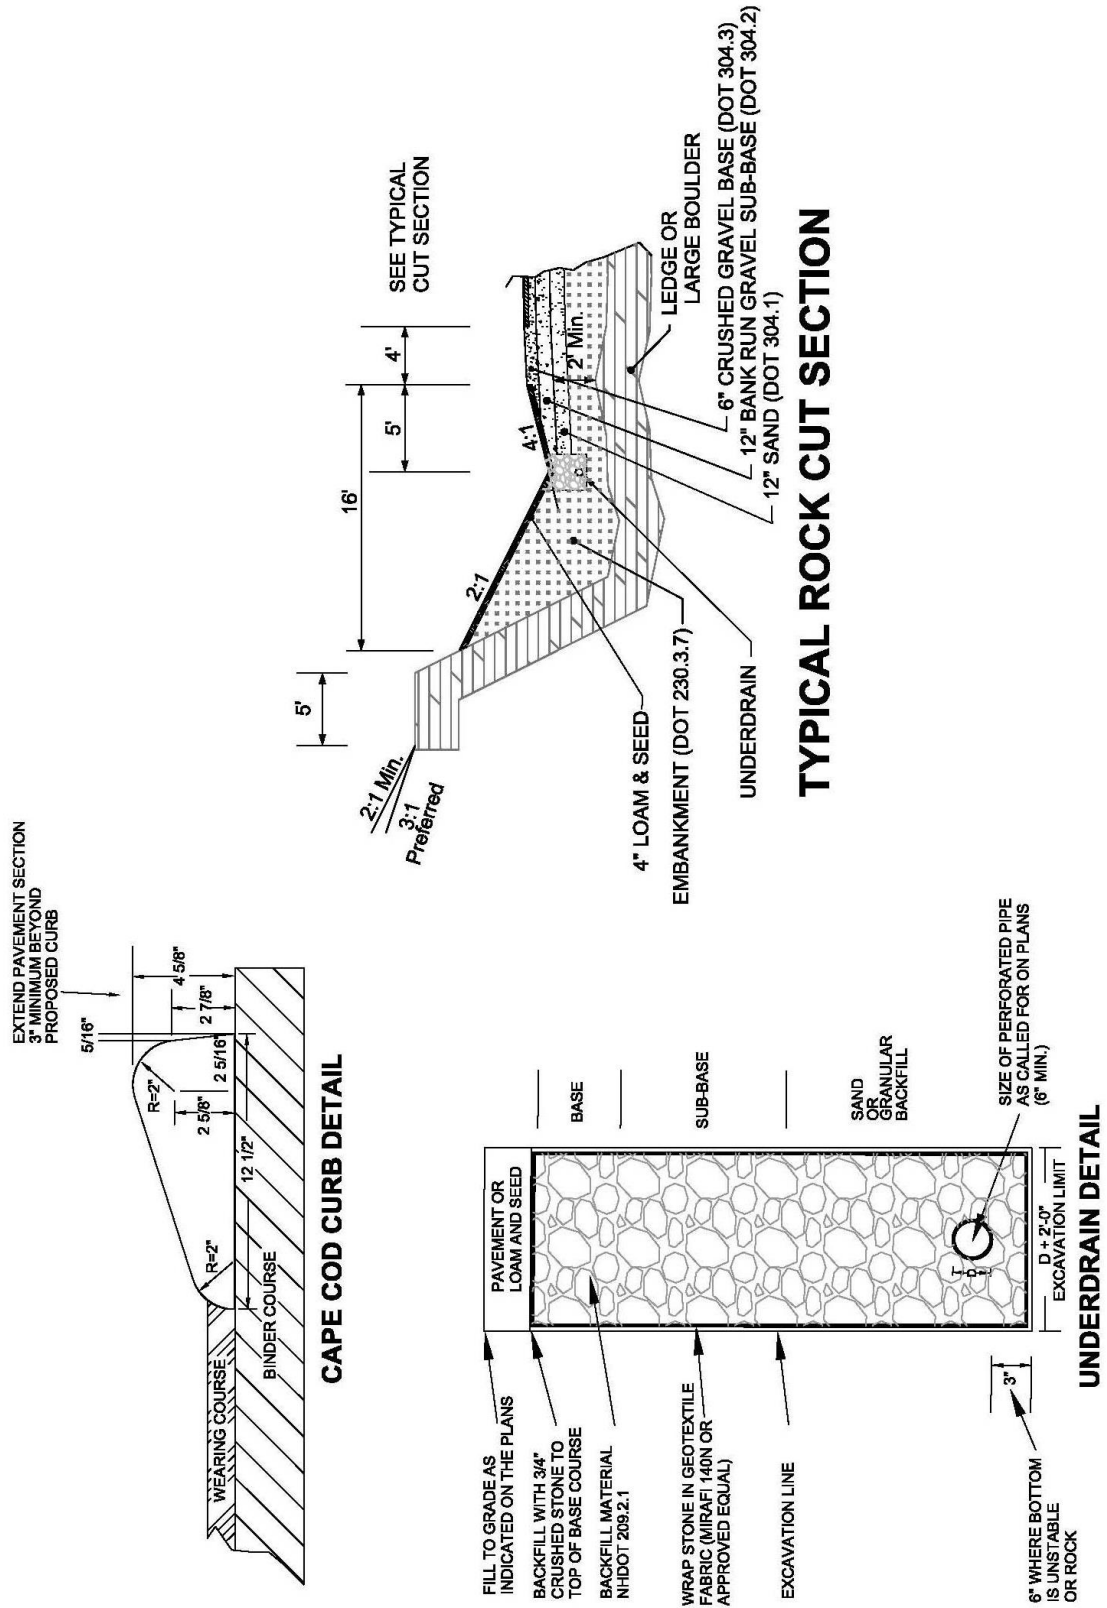 EXTEND PAVEMENT SECTION
3" MINIMUM BEYOND
PROPOSED CURB
5/16"
4 5/8"
2 7/8"
2 5/16"
R=2"
2 5/8"
12 1/2"
R=2"
WEARING COURSE
BINDER COURSE
CAPE COD CURB DETAIL
FILL TO GRADE AS
INDICATED ON THE PLANS
BACKFILL WITH 3/4"
CRUSHED STONE TO
TOP OF BASE COURSE
BACKFILL MATERIAL
NHDOT 209.2.1
WRAP STONE IN GEOTEXTILE
FABRIC (MIRAFI 140N OR
APPROVED EQUAL)
EXCAVATION LINE
6" WHERE BOTTOM
IS UNSTABLE
OR ROCK
3"
PAVEMENT OR
LOAM AND SEED
BASE
SUB-BASE
SAND
OR
GRANULAR
BACKFILL
SIZE OF PERFORATED PIPE
AS CALLED FOR ON PLANS
(6" MIN.)
D
D + 2'-0"
EXCAVATION LIMIT
UNDERDRAIN DETAIL
SEE TYPICAL
CUT SECTION
4'
5'
16'
5'
2:1 Min.
3:1
Preferred
2:1
4:1
2' Min.
D
LEDGE OR
LARGE BOULDER
4" LOAM & SEED
EMBANKMENT (DOT 230.3.7)
UNDERDRAIN
6" CRUSHED GRAVEL BASE (DOT 304.3)
12" BANK RUN GRAVEL SUB-BASE (DOT 304.2)
12" SAND (DOT 304.1)
TYPICAL ROCK CUT SECTION